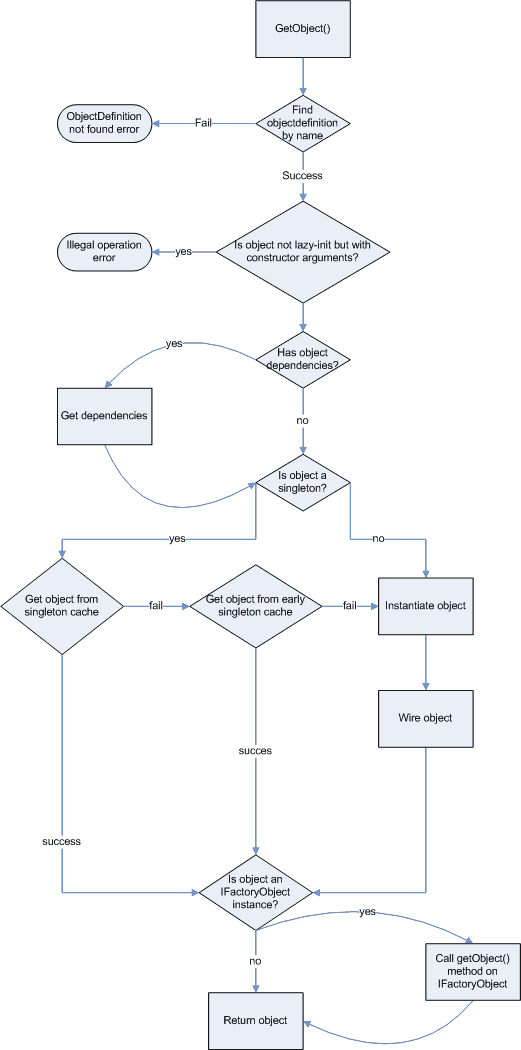 GetObject()
Find
objectdefinition
by name
Fail
ObjectDefinition
not found error
Success
Is object not lazy-init but with
constructor arguments?
yes
Illegal operation
error
Has object
dependencies?
yes
Get dependencies
no
Is object a
singleton?
yes
no
Get object from
singleton cache
fail
Get object from early
singleton cache
fail
Instantiate object
Wire object
succes
success
Is object an
IFactoryObject
instance?
yes
no
Call getObject()
method on
IFactoryObject
Return object